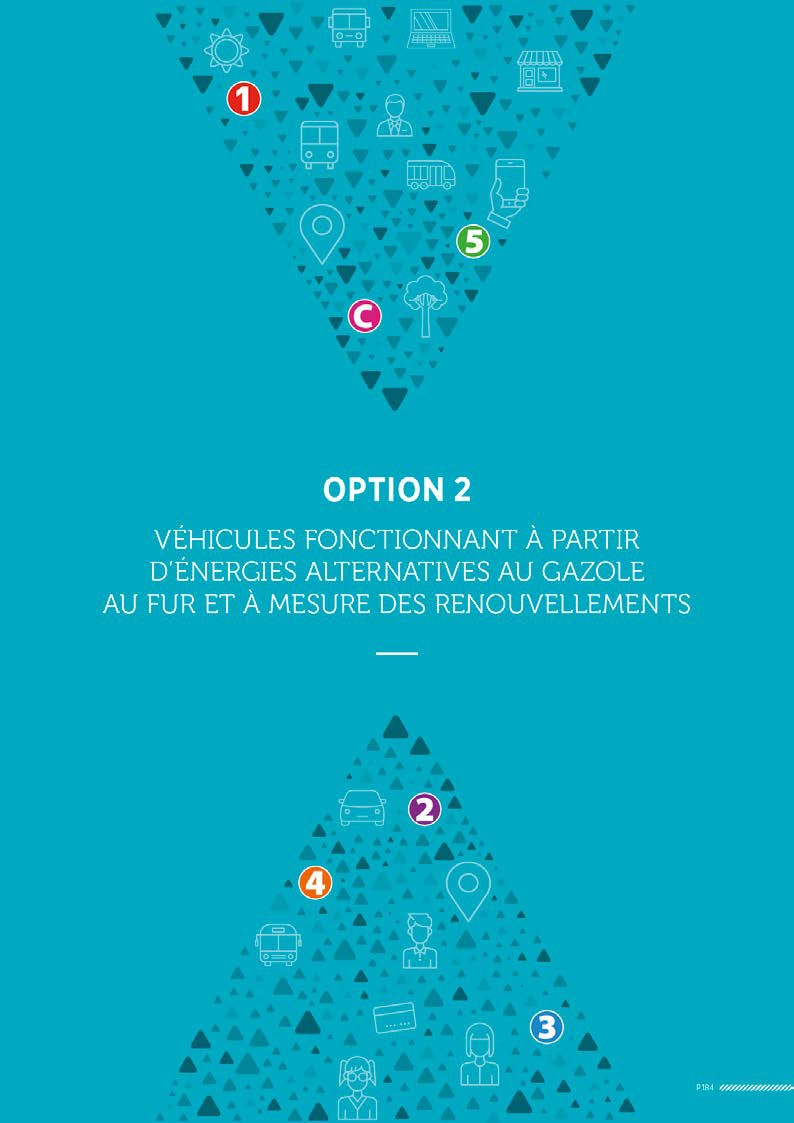 1
5
C
OPTION 2
VÉHICULES FONCTIONNANT À PARTIR
D'ÉNERGIES ALTERNATIVES AU GAZOLE
AU FUR ET À MESURE DES RENOUVELLEMENTS
2
4
3
P184